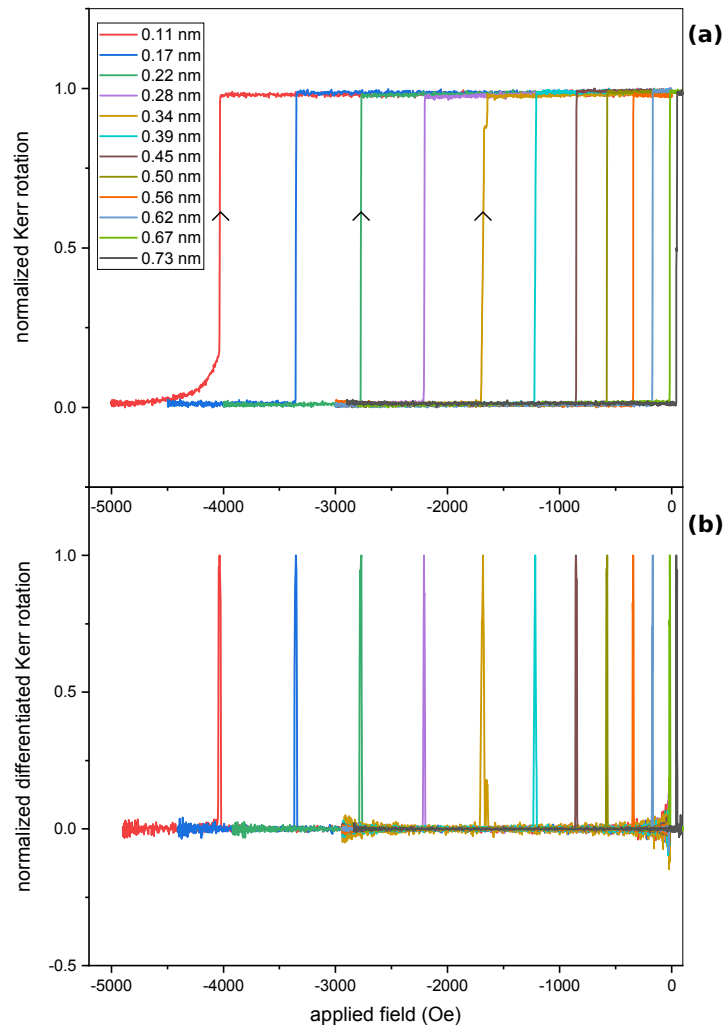 (a)
0.11 nm
0.17 nm
0.22 nm
0.28 nm
0.34 nm
0.39 nm
0.45 nm
0.50 nm
0.56 nm
0.62 nm
0.67 nm
0.73 nm
1.0
0.5
0.0
normalized Kerr rotation
-5000 -4000 -3000 -2000 -1000 0
(b)
1.0
0.5
0.0
-0.5
normalized differentiated Kerr rotation
-5000 -4000 -3000 -2000 -1000 0
applied field (Oe)